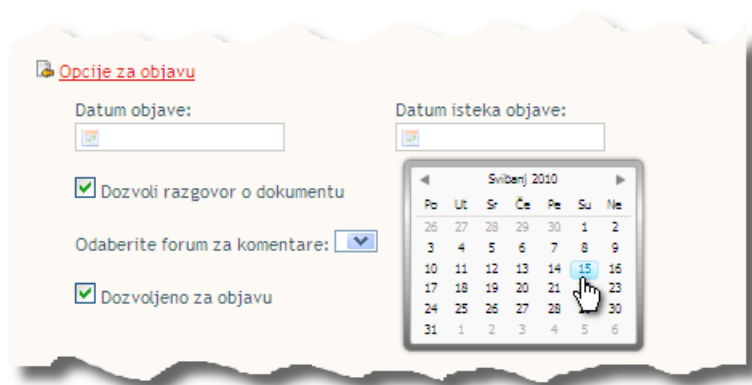 Opcije za objavu
Datum objave:
Datum isteka objave:
Dozvoli razgovor o dokumentu
Odaberite forum za komentare:
Dozvoljeno za objavu
Svibanj 2010
Po Ut Sr Če Pe Su Ne
26 27 28 29 30 1 2
3 4 5 6 7 8 9
10 11 12 13 14 15 16
17 18 19 20 21 23
24 25 26 27 28 30
31 1 2 3 4 5 6